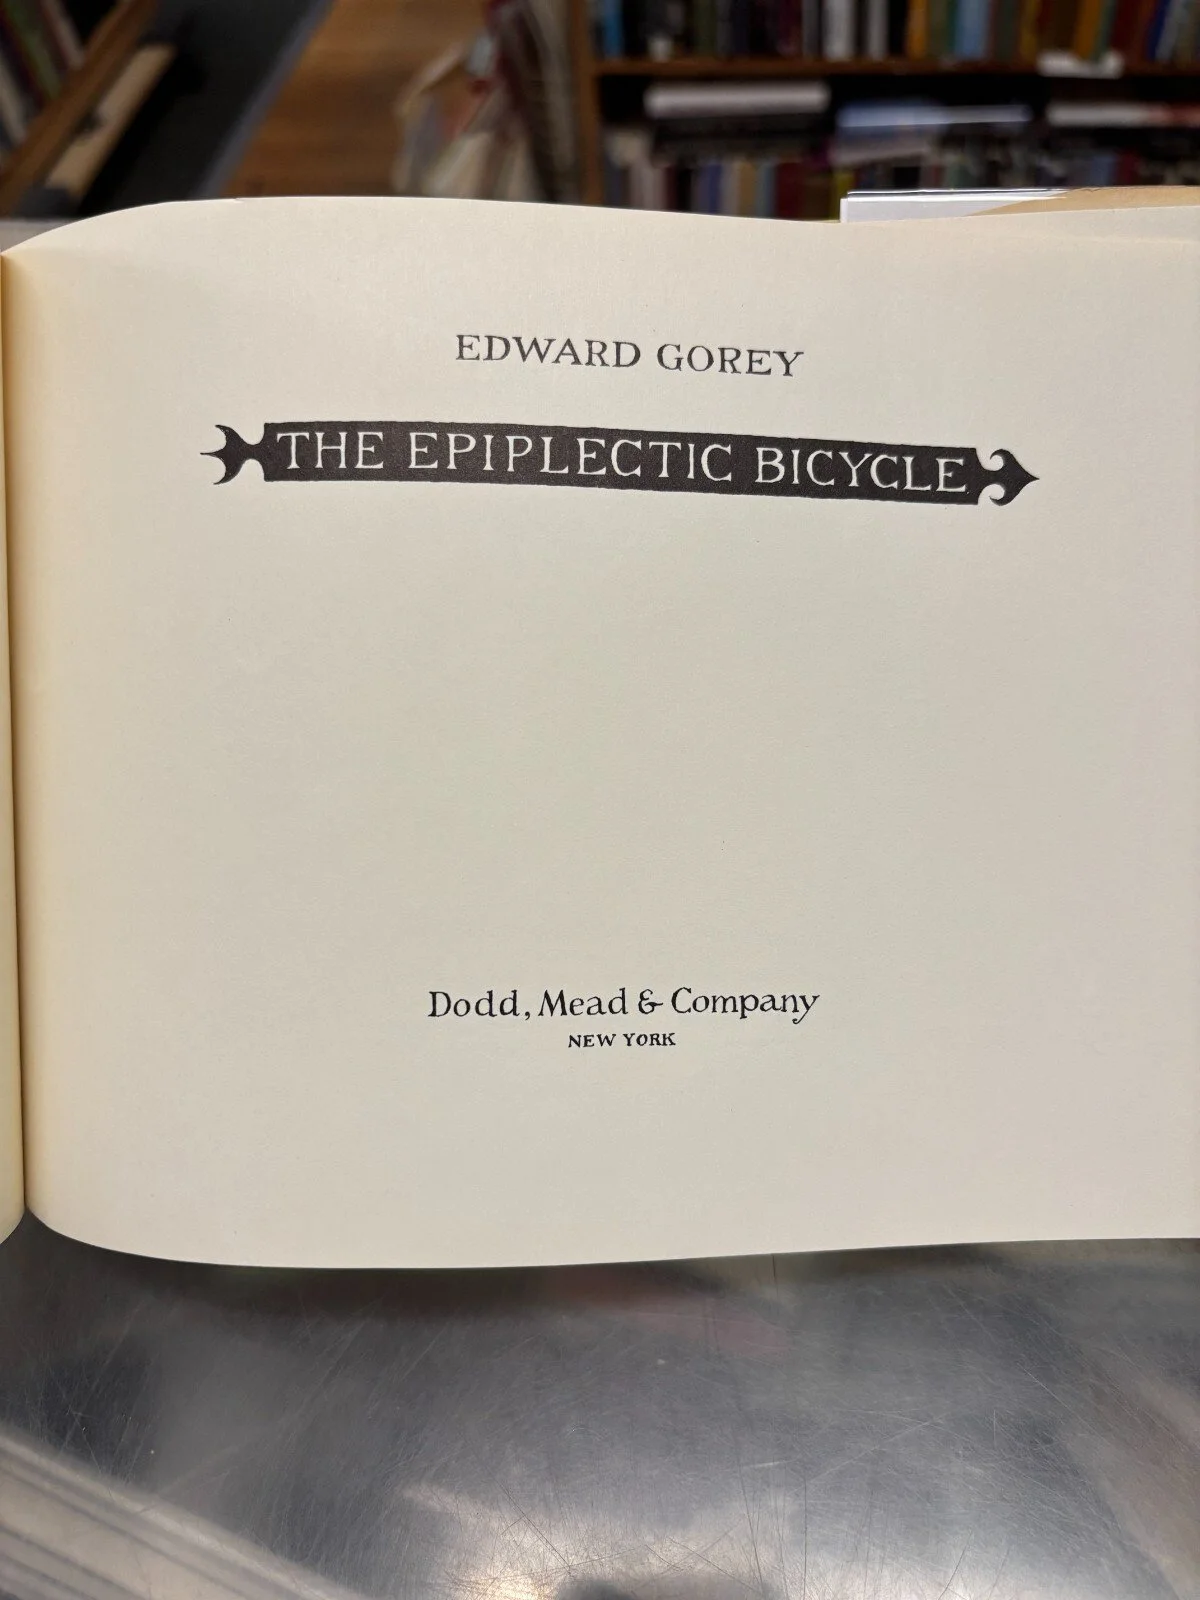 EDWARD GOREY
THE EPIPLECTIC BICYCLE
Dodd, Mead & Company
NEW YORK